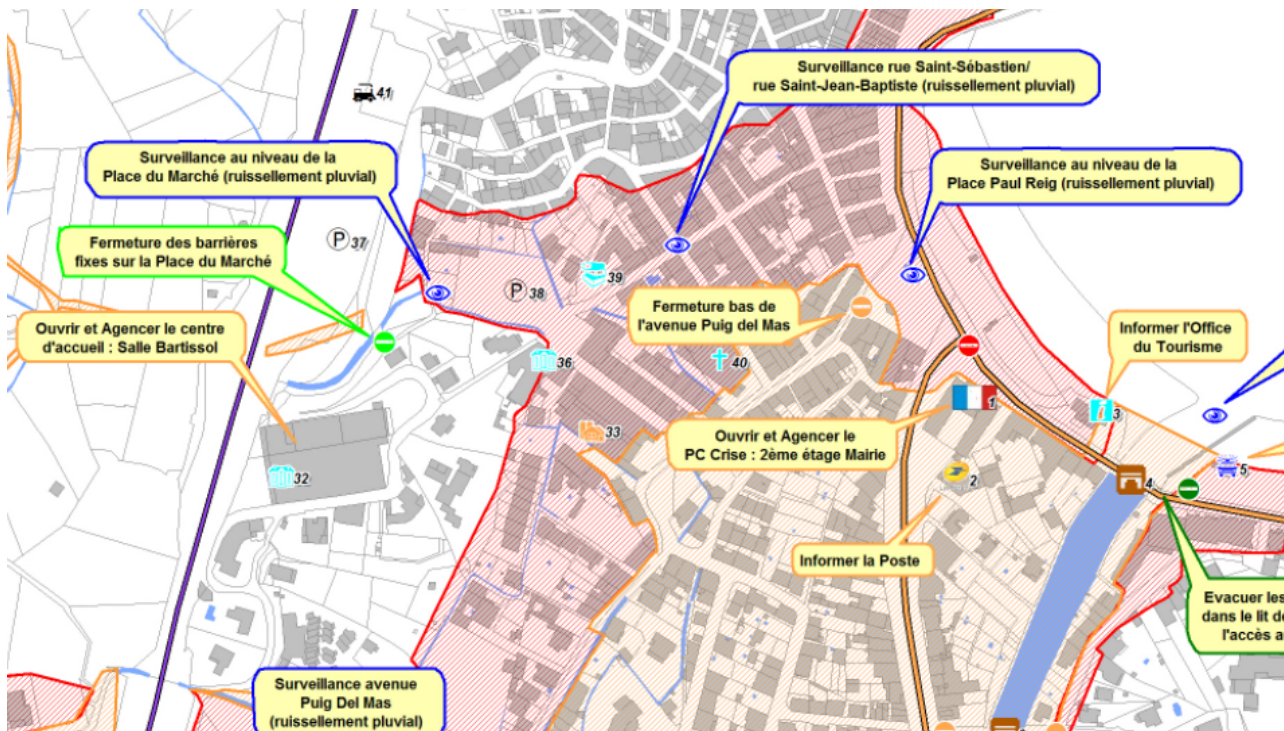 Surveillance rue Saint-Sébastien/
rue Saint-Jean-Baptiste (ruissellement pluvial)
41
Surveillance au niveau de la
Place du Marché (ruissellement pluvial)
Surveillance au niveau de la
Place Paul Reig (ruissellement pluvial)
Fermeture des barrières
fixes sur la Place du Marché
P 37
39
P 38
Fermeture bas de
l'avenue Puig del Mas
Ouvrir et Agencer le centre
d'accueil : Salle Bartissol
Informer l'Office
du Tourisme
36
40
1
i 3
33
Ouvrir et Agencer le
PC Crise : 2ème étage Mairie
32
2
4
5
Informer la Poste
Evacuer les
dans le lit de
l'accès a
Surveillance avenue
Puig Del Mas
(ruissellement pluvial)